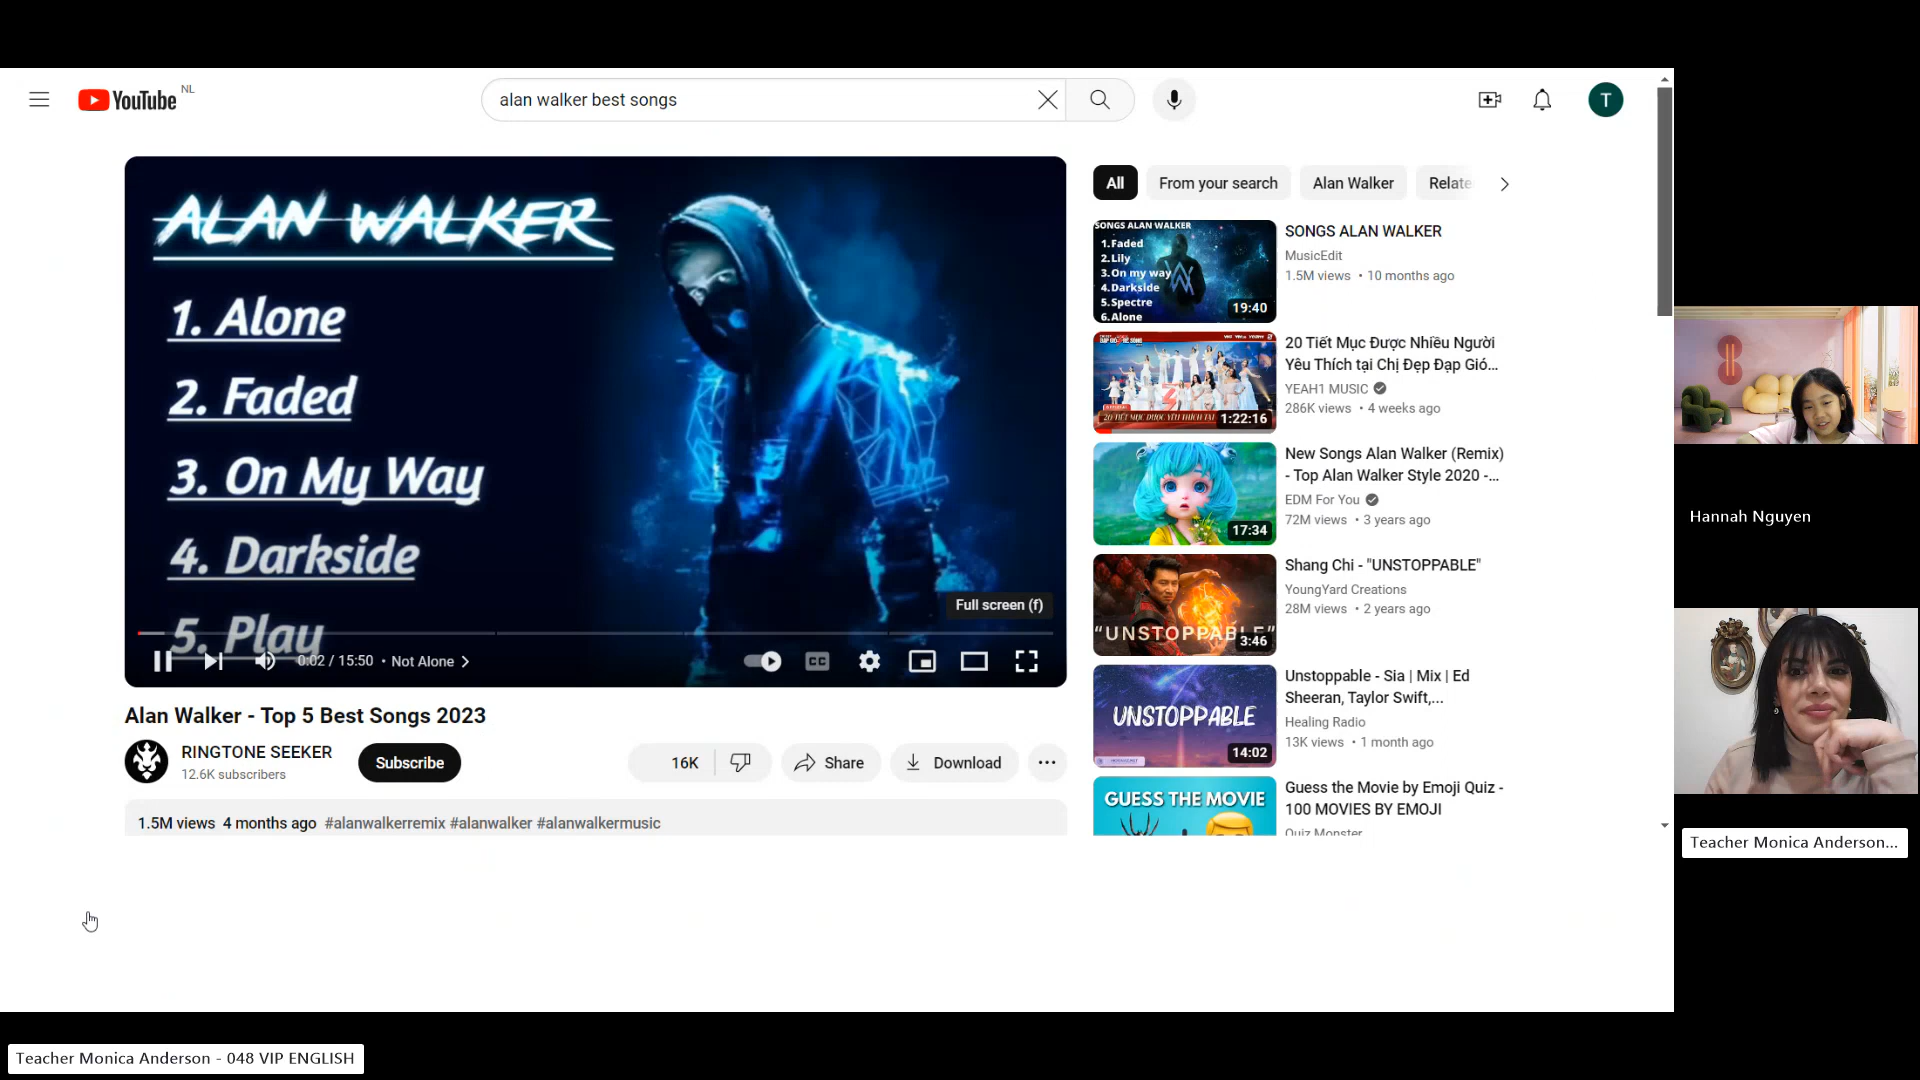 YouTube NL
alan walker best songs
T
ALAN WALKER
1. Alone
2. Faded
3. On My Way
4. Darkside
5. Play
Full screen (f)
0:02 / 15:50 • Not Alone
CC
Alan Walker - Top 5 Best Songs 2023
RINGTONE SEEKER
12.6K subscribers
Subscribe
16K
Share
Download
1.5M views 4 months ago #alanwalkerremix #alanwalker #alanwalkermusic
All
From your search
Alan Walker
Relate
SONGS ALAN WALKER
1. Faded
2. Lily
3. On my way
4. Darkside
5. Spectre
6. Alone
19:40
SONGS ALAN WALKER
MusicEdit
1.5M views • 10 months ago
1:22:16
20 Tiết Mục Được Nhiều Người
Yêu Thích tại Chị Đẹp Đạp Gió...
YEAH1 MUSIC
286K views • 4 weeks ago
17:34
New Songs Alan Walker (Remix)
- Top Alan Walker Style 2020 -...
EDM For You
72M views • 3 years ago
"UNSTOPPABLE"
3:46
Shang Chi - "UNSTOPPABLE"
YoungYard Creations
28M views • 2 years ago
UNSTOPPABLE
14:02
Unstoppable - Sia | Mix | Ed
Sheeran, Taylor Swift,...
Healing Radio
13K views • 1 month ago
GUESS THE MOVIE
Guess the Movie by Emoji Quiz -
100 MOVIES BY EMOJI
Quiz Monster
Hannah Nguyen
Teacher Monica Anderson...
Teacher Monica Anderson - 048 VIP ENGLISH